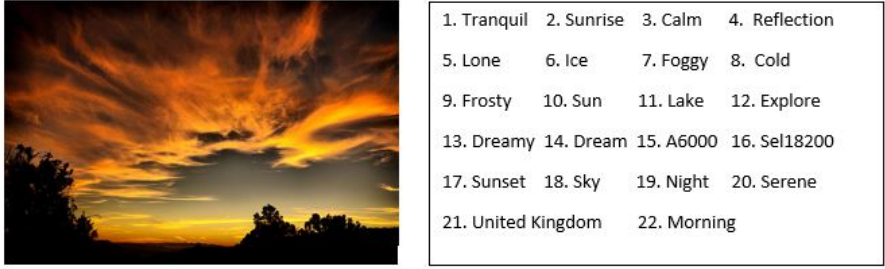 1. Tranquil 2. Sunrise 3. Calm 4. Reflection
5. Lone 6. Ice 7. Foggy 8. Cold
9. Frosty 10. Sun 11. Lake 12. Explore
13. Dreamy 14. Dream 15. A6000 16. Sel18200
17. Sunset 18. Sky 19. Night 20. Serene
21. United Kingdom 22. Morning